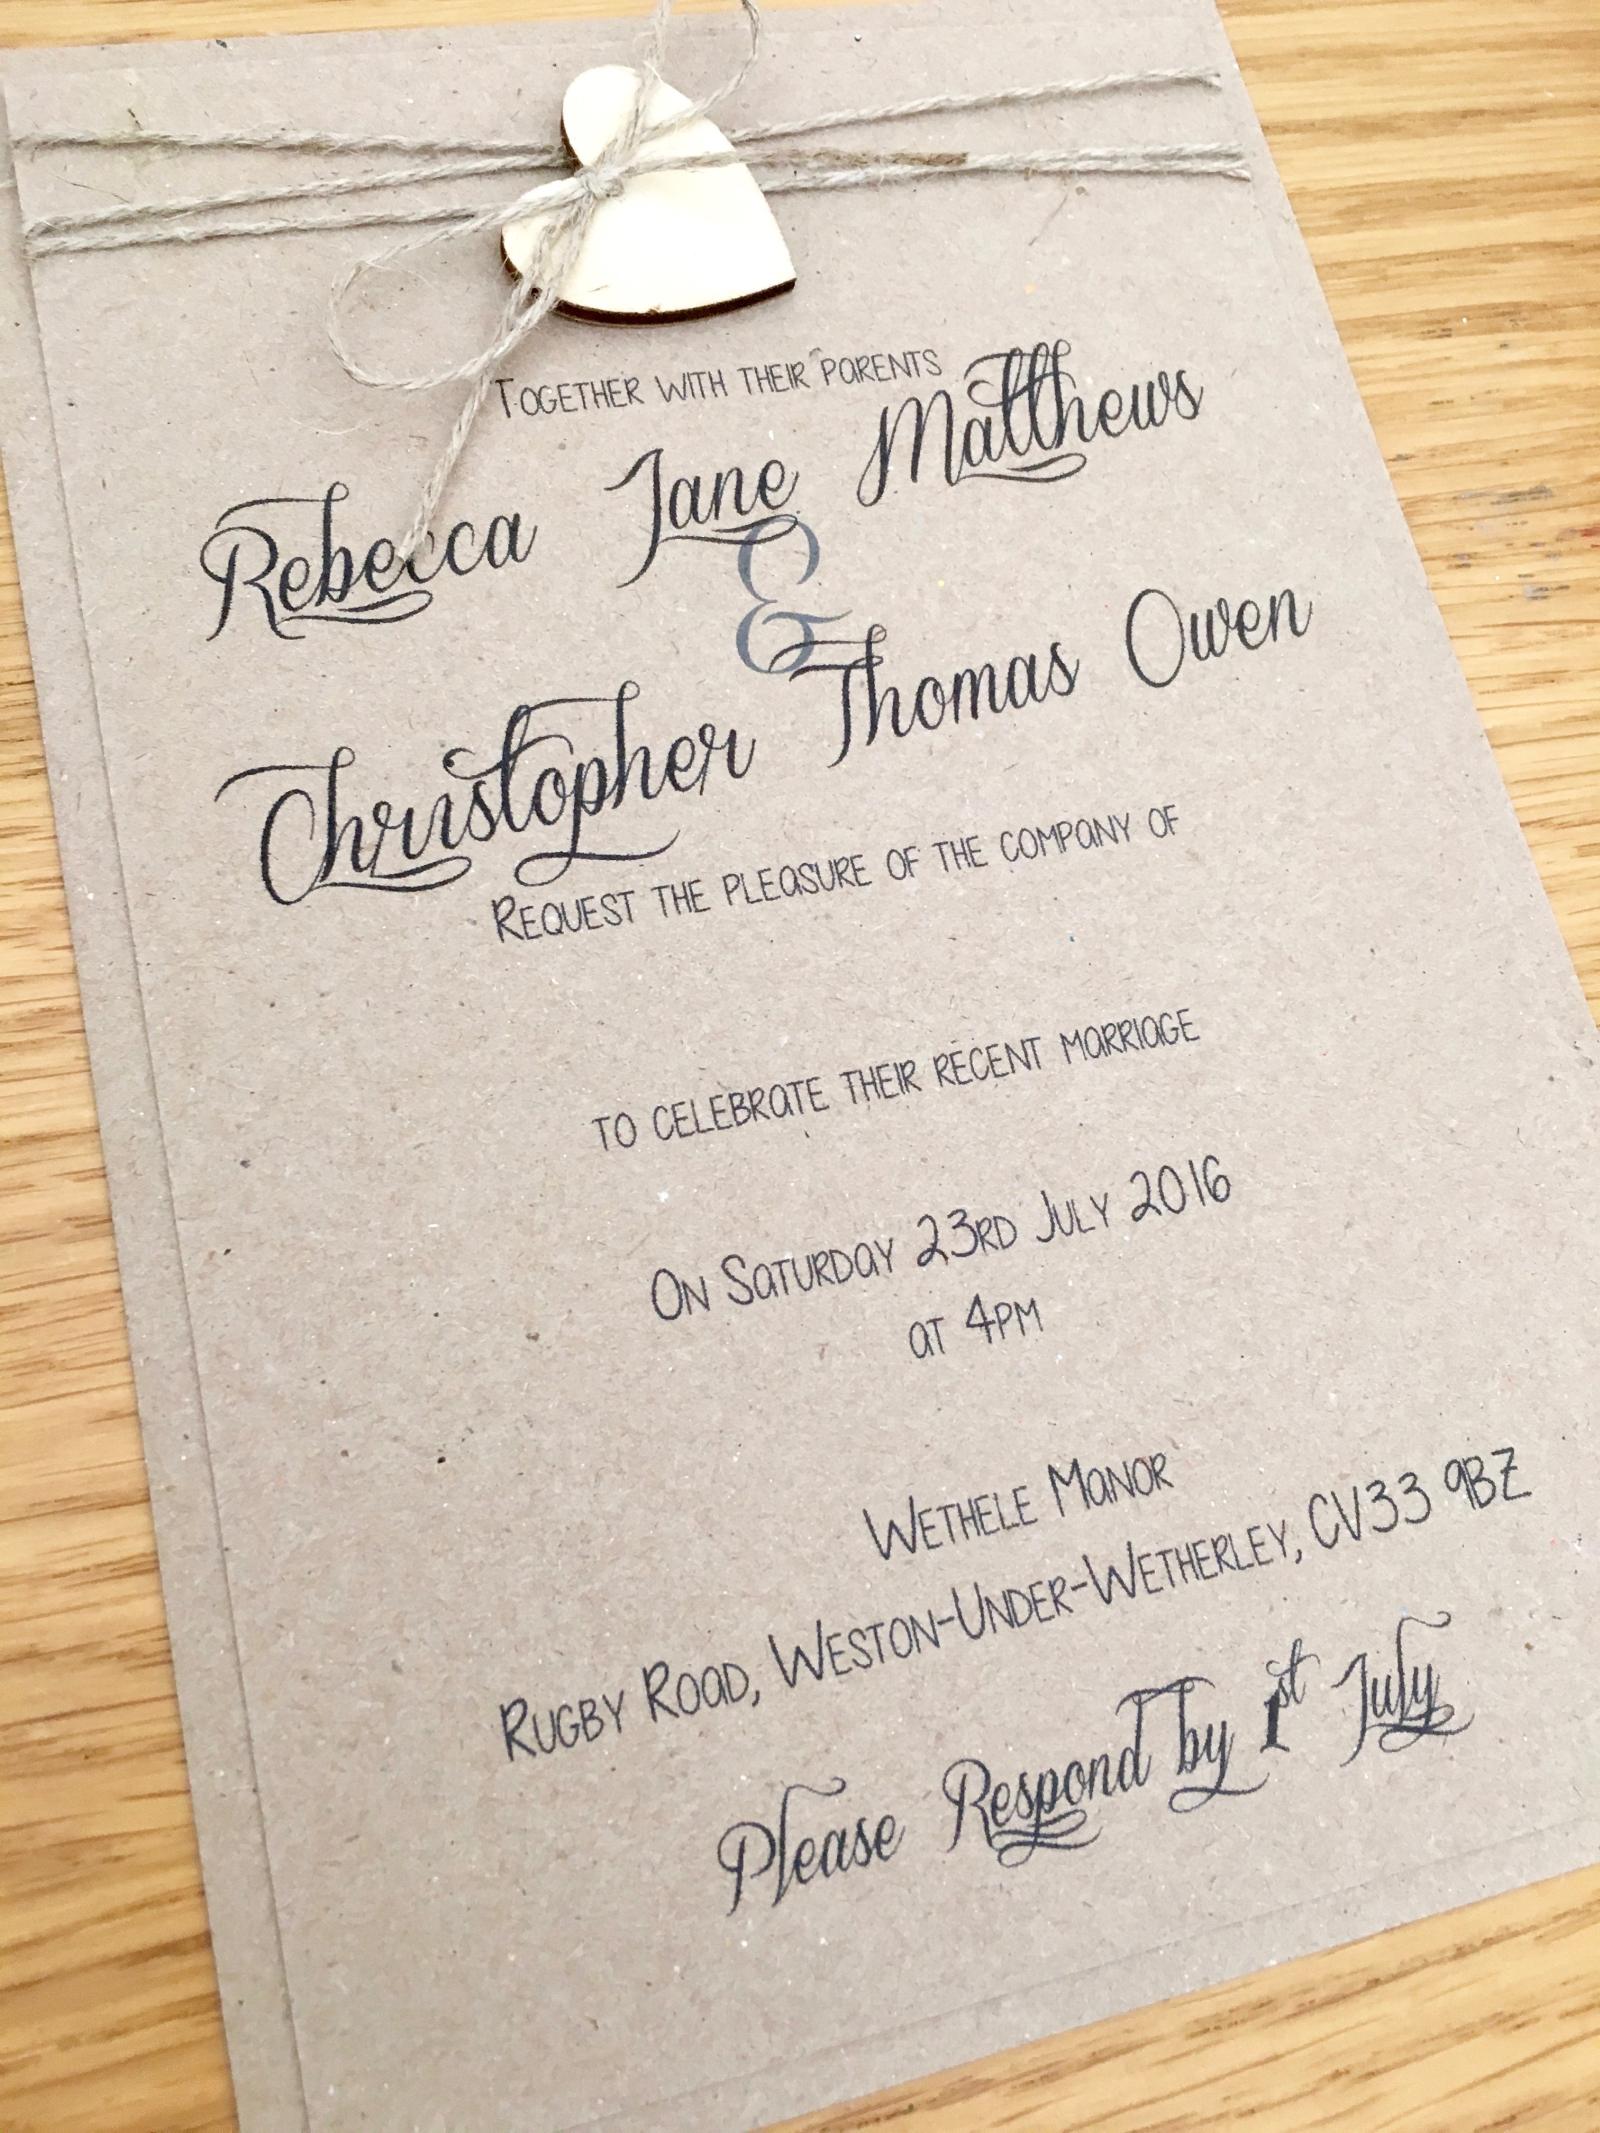 Together with their parents
Rebecca Jane Matthews
&
Christopher Thomas Owen
Request the pleasure of the company of
to celebrate their recent marriage
On Saturday 23rd July 2016
at 4pm
Wethele Manor
Rugby Road, Weston-Under-Wetherley, CV33 9BZ
Please Respond by 1st July